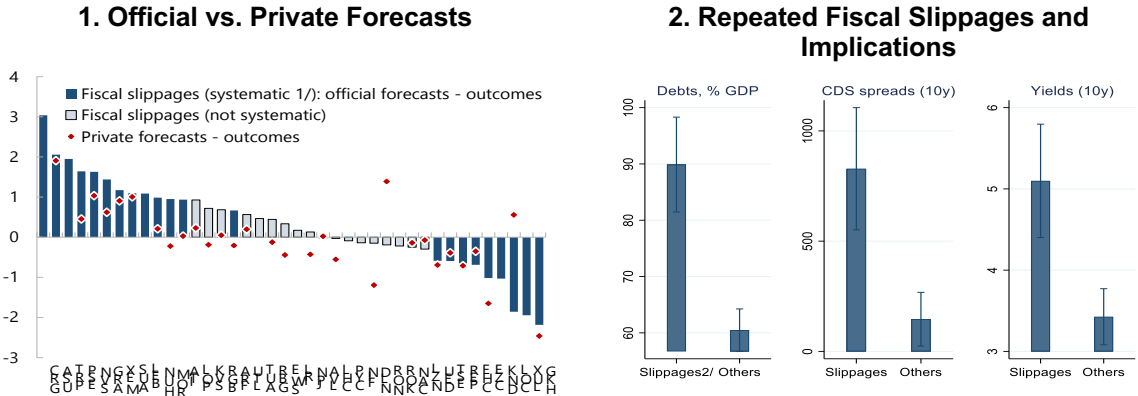 1. Official vs. Private Forecasts
4
3
2
1
0
-1
-2
-3
Fiscal slippages (systematic 1/): official forecasts - outcomes
Fiscal slippages (not systematic)
Private forecasts - outcomes
2. Repeated Fiscal Slippages and
Implications
Debts, % GDP
100
90
80
70
60
Slippages2/ Others
CDS spreads (10y)
1000
500
0
Slippages Others
Yields (10y)
6
5
4
3
Slippages Others